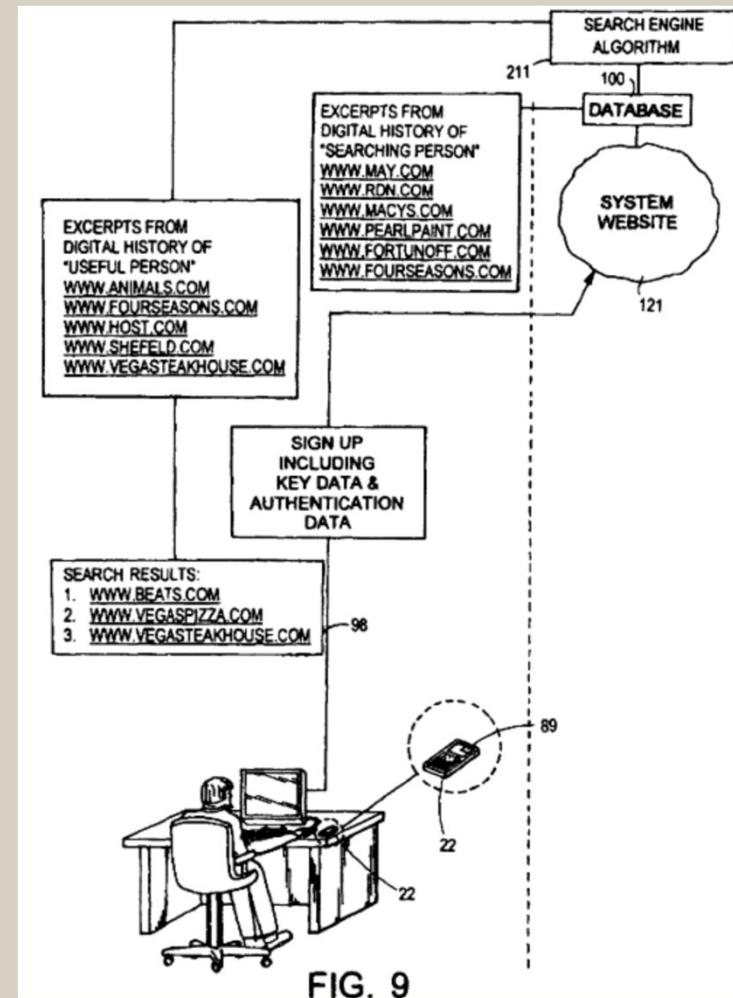 SEARCH ENGINE
ALGORITHM
211
100
DATABASE
EXCERPTS FROM
DIGITAL HISTORY OF
"SEARCHING PERSON"
WWW.MAY.COM
WWW.RDN.COM
WWW.MACYS.COM
WWW.PEARLPAINT.COM
WWW.FORTUNOFF.COM
WWW.FOURSEASONS.COM
SYSTEM
WEBSITE
121
EXCERPTS FROM
DIGITAL HISTORY OF
"USEFUL PERSON"
WWW.ANIMALS.COM
WWW.FOURSEASONS.COM
WWW.HOST.COM
WWW.SHEFELD.COM
WWW.VEGASTEAKHOUSE.COM
SIGN UP
INCLUDING
KEY DATA &
AUTHENTICATION
DATA
SEARCH RESULTS:
1. WWW.BEATS.COM
2. WWW.VEGASPIZZA.COM
3. WWW.VEGASTEAKHOUSE.COM
98
89
22
22
FIG. 9